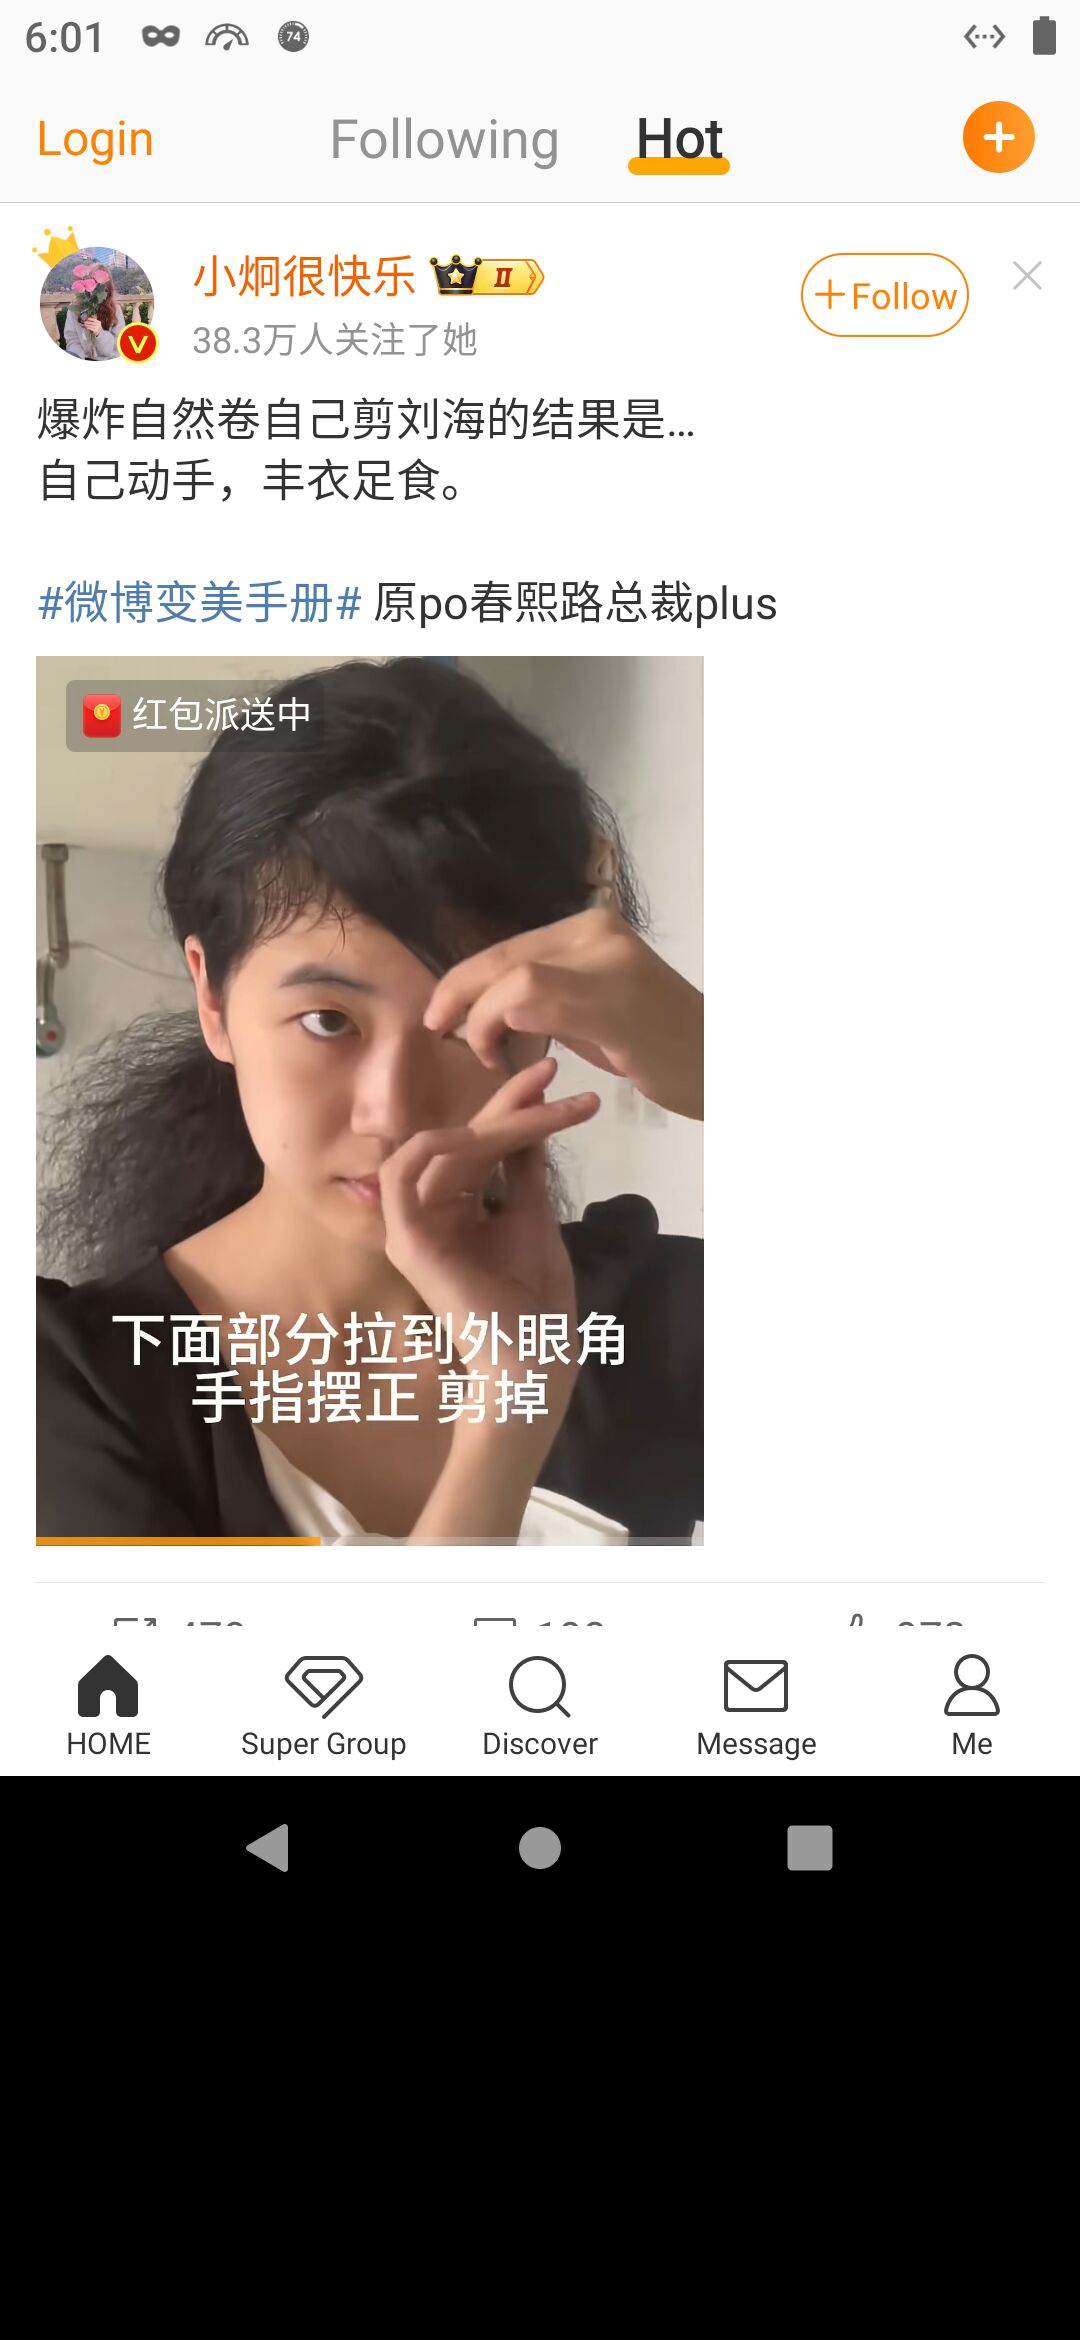 6:01
74
Login
Following
Hot
小炯很快乐
II
38.3万人关注了她
+Follow
爆炸自然卷自己剪刘海的结果是...
自己动手，丰衣足食。
#微博变美手册# 原po春熙路总裁plus
红包派送中
下面部分拉到外眼角
手指摆正 剪掉
HOME
Super Group
Discover
Message
Me